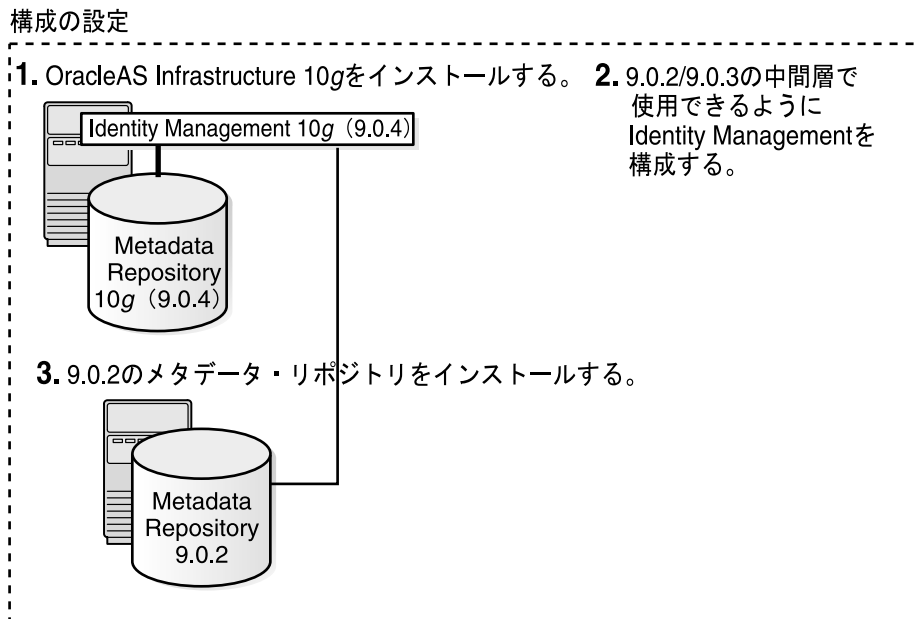 構成の設定
1. OracleAS Infrastructure 10gをインストールする。
2. 9.0.2/9.0.3の中間層で
使用できるように
Identity Managementを
構成する。
Identity Management 10g（9.0.4）
Metadata
Repository
10g（9.0.4）
3. 9.0.2のメタデータ・リポジトリをインストールする。
Metadata
Repository
9.0.2